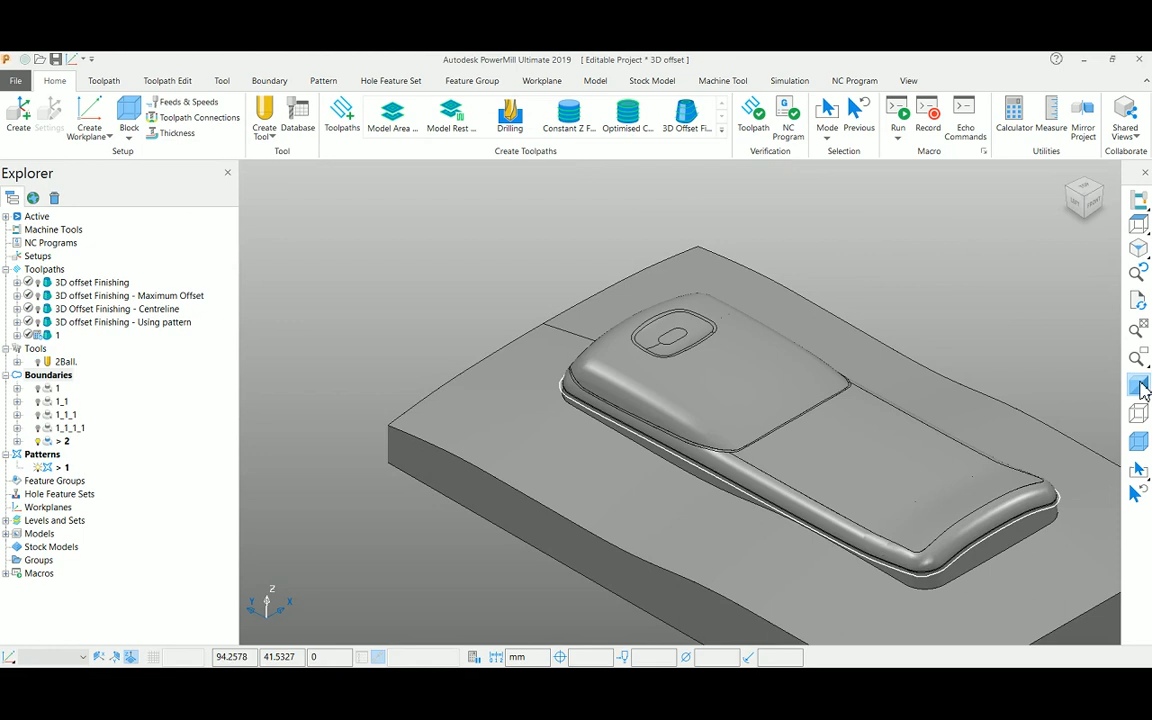 Autodesk PowerMill Ultimate 2019 [ Editable Project * 3D offset ]
File Home Toolpath Toolpath Edit Tool Boundary Pattern Hole Feature Set Feature Group Workplane Model Stock Model Machine Tool Simulation NC Program View
Create Settings Create Workplane Block Feeds & Speeds Toolpath Connections Thickness
Create Tool Database
Toolpaths Model Area ... Model Rest ... Drilling Constant Z F... Optimised C... 3D Offset Fi...
Toolpath NC Program
Mode Previous
Run Record Echo Commands
Calculator Measure Mirror Project
Shared Views
Setup Tool Create Toolpaths Verification Selection Macro Utilities Collaborate
Explorer
Active
Machine Tools
NC Programs
Setups
Toolpaths
3D offset Finishing
3D offset Finishing - Maximum Offset
3D Offset Finishing - Centreline
3D offset Finishing - Using pattern
1
Tools
2Ball.
Boundaries
1
1_1
1_1_1
1_1_1_1
> 2
Patterns
> 1
Feature Groups
Hole Feature Sets
Workplanes
Levels and Sets
Models
Stock Models
Groups
Macros
TOP
LEFT FRONT
Z
Y X
94.2578 41.5327 0 mm